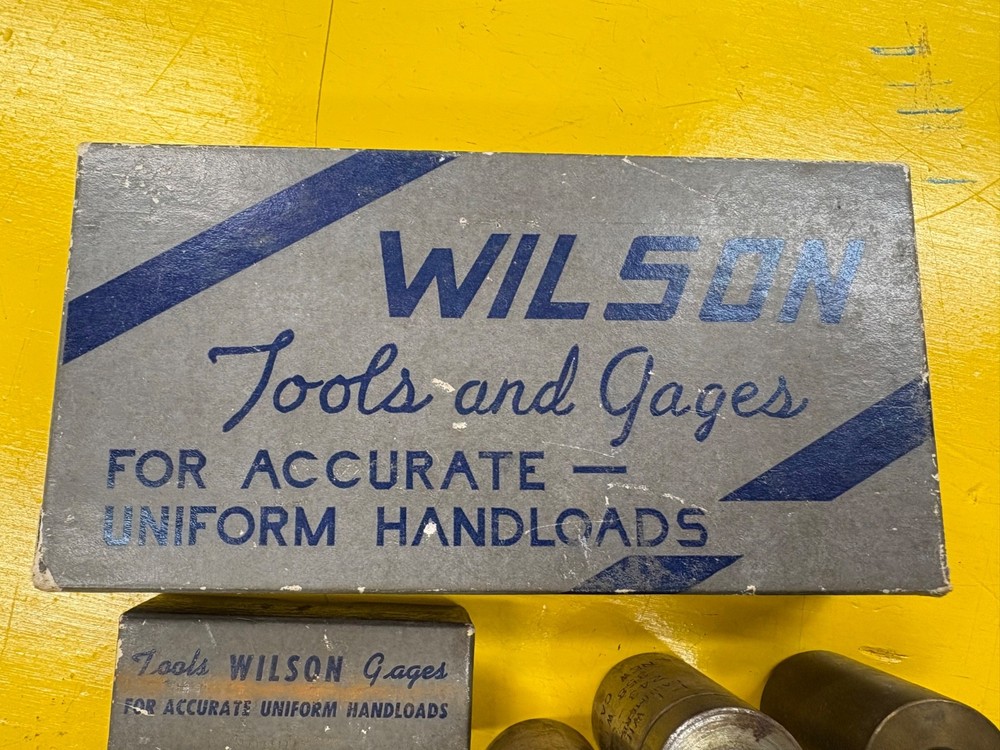 WILSON
Tools and Gages
FOR ACCURATE —
UNIFORM HANDLOADS
Tools WILSON Gages
FOR ACCURATE UNIFORM HANDLOADS